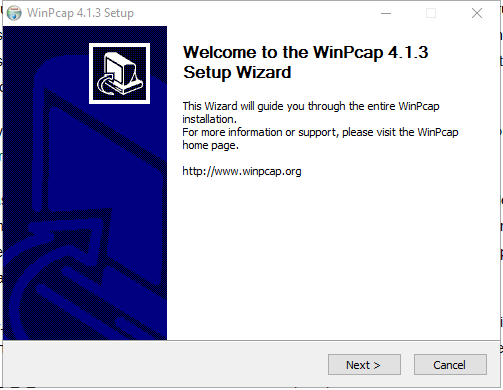 WinPcap 4.1.3 Setup
Welcome to the WinPcap 4.1.3
Setup Wizard
This Wizard will guide you through the entire WinPcap
installation.
For more information or support, please visit the WinPcap
home page.
http://www.winpcap.org
Next >
Cancel